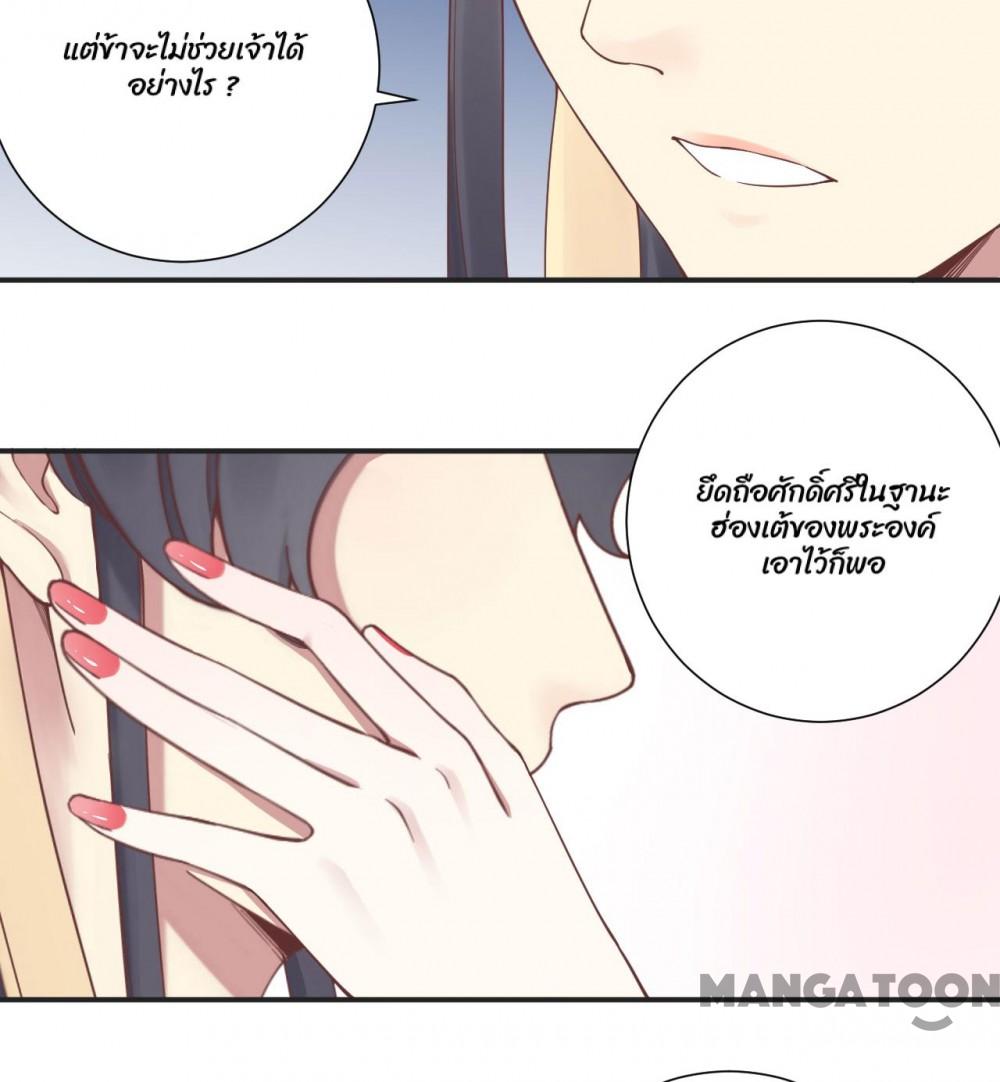 แต่ข้าจะไม่ช่วยเจ้าได้
อย่างไร ?
ยึดถือศักดิ์ศรีในฐานะ
ฮ่องเต้ของพระองค์
เอาไว้ก็พอ
MANGATOON